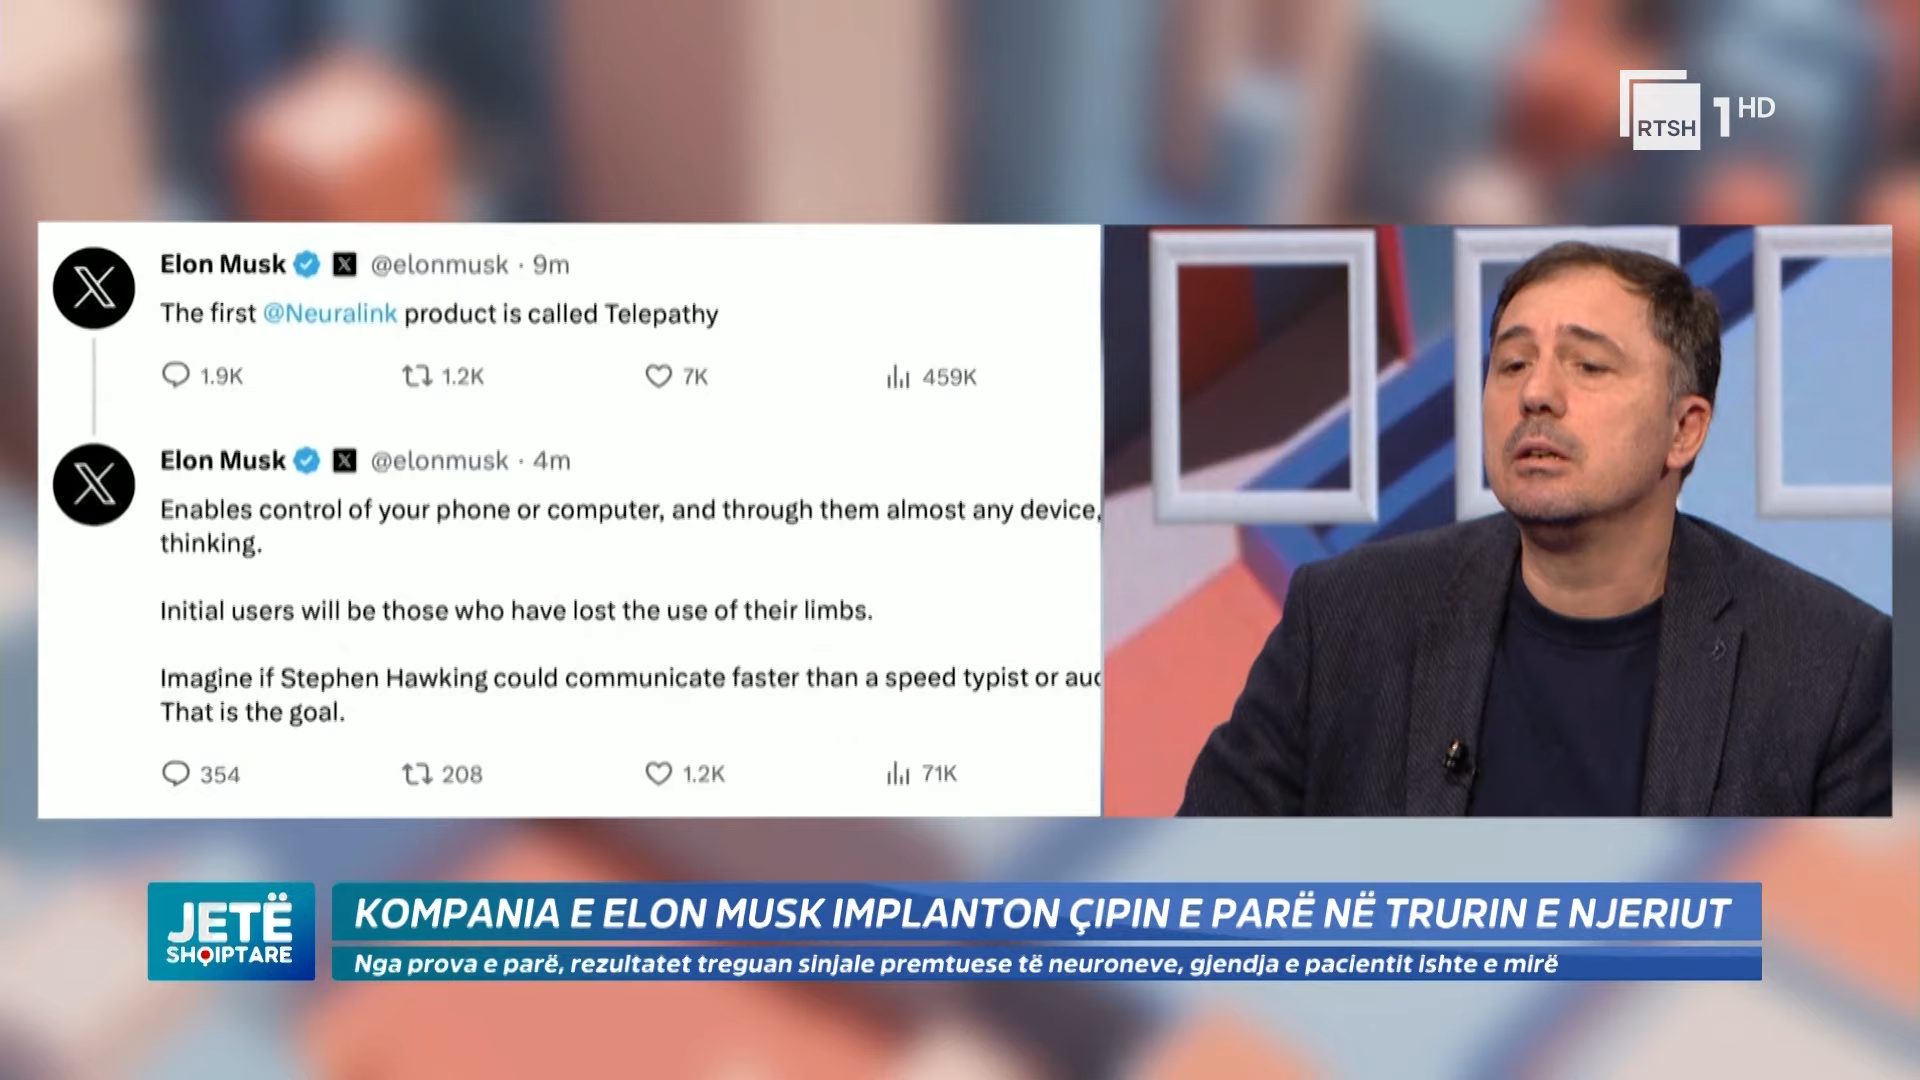 RTSH 1 HD
Elon Musk @elonmusk · 9m
The first @Neuralink product is called Telepathy
1.9K 1.2K 7K 459K
Elon Musk @elonmusk · 4m
Enables control of your phone or computer, and through them almost any device,
thinking.
Initial users will be those who have lost the use of their limbs.
Imagine if Stephen Hawking could communicate faster than a speed typist or
That is the goal.
354 208 1.2K 71K
JETË
SHQIPTARE
KOMPANIA E ELON MUSK IMPLANTON ÇIPIN E PARË NË TRURIN E NJERIUT
Nga prova e parë, rezultatet treguan sinjale premtuese të neuroneve, gjendja e pacientit ishte e mirë